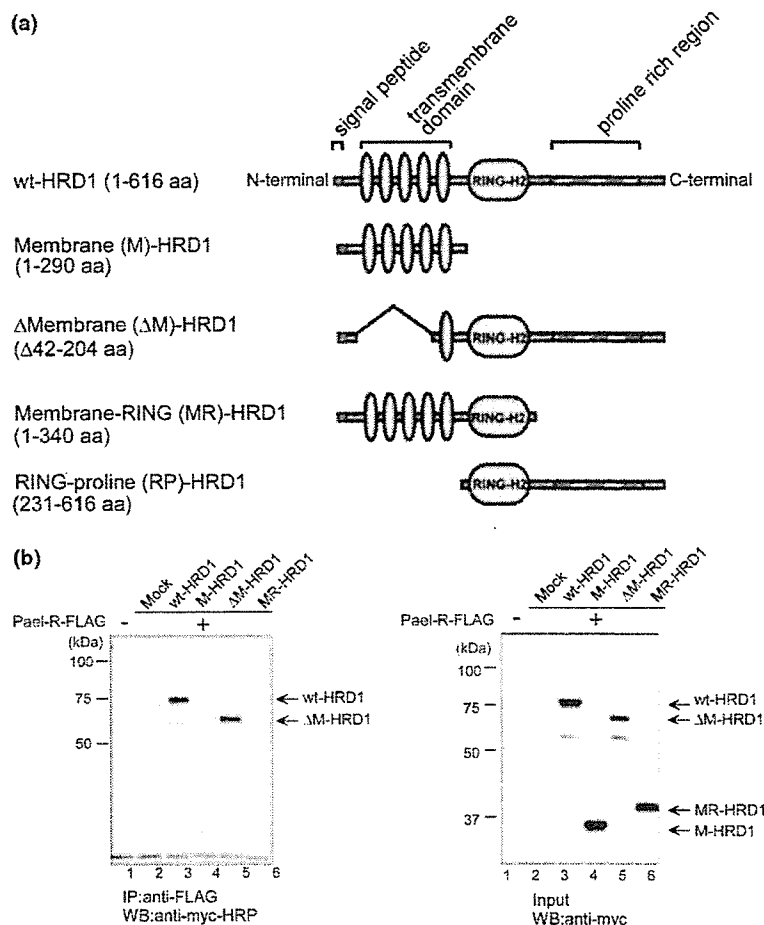 (a)
signal peptide
transmembrane
domain
proline rich region
wt-HRD1 (1-616 aa)
N-terminal
RING-H2
C-terminal
Membrane (M)-HRD1
(1-290 aa)
ΔMembrane (ΔM)-HRD1
(Δ42-204 aa)
RING-H2
Membrane-RING (MR)-HRD1
(1-340 aa)
RING-H2
RING-proline (RP)-HRD1
(231-616 aa)
RING-H2
(b)
Mock
wt-HRD1
M-HRD1
ΔM-HRD1
MR-HRD1
Pael-R-FLAG - +
(kDa)
100
75
50
wt-HRD1
ΔM-HRD1
1 2 3 4 5 6
IP:anti-FLAG
WB:anti-myc-HRP
Mock
wt-HRD1
M-HRD1
ΔM-HRD1
MR-HRD1
Pael-R-FLAG - +
(kDa)
100
75
50
37
wt-HRD1
ΔM-HRD1
MR-HRD1
M-HRD1
1 2 3 4 5 6
Input
WB:anti-myc